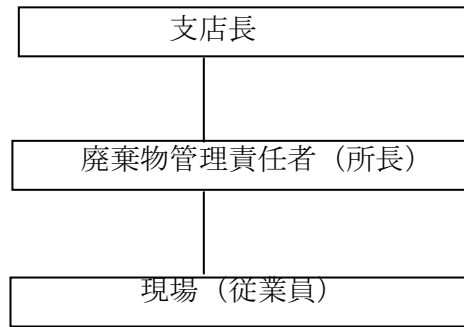 支店長
廃棄物管理責任者（所長）
現場（従業員）